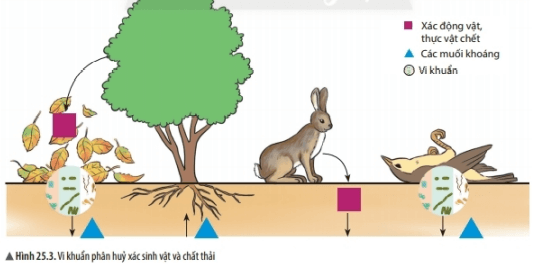 Xác động vật,
thực vật chết
Các muối khoáng
Vi khuẩn
▲ Hình 25.3. Vi khuẩn phân huỷ xác sinh vật và chất thải